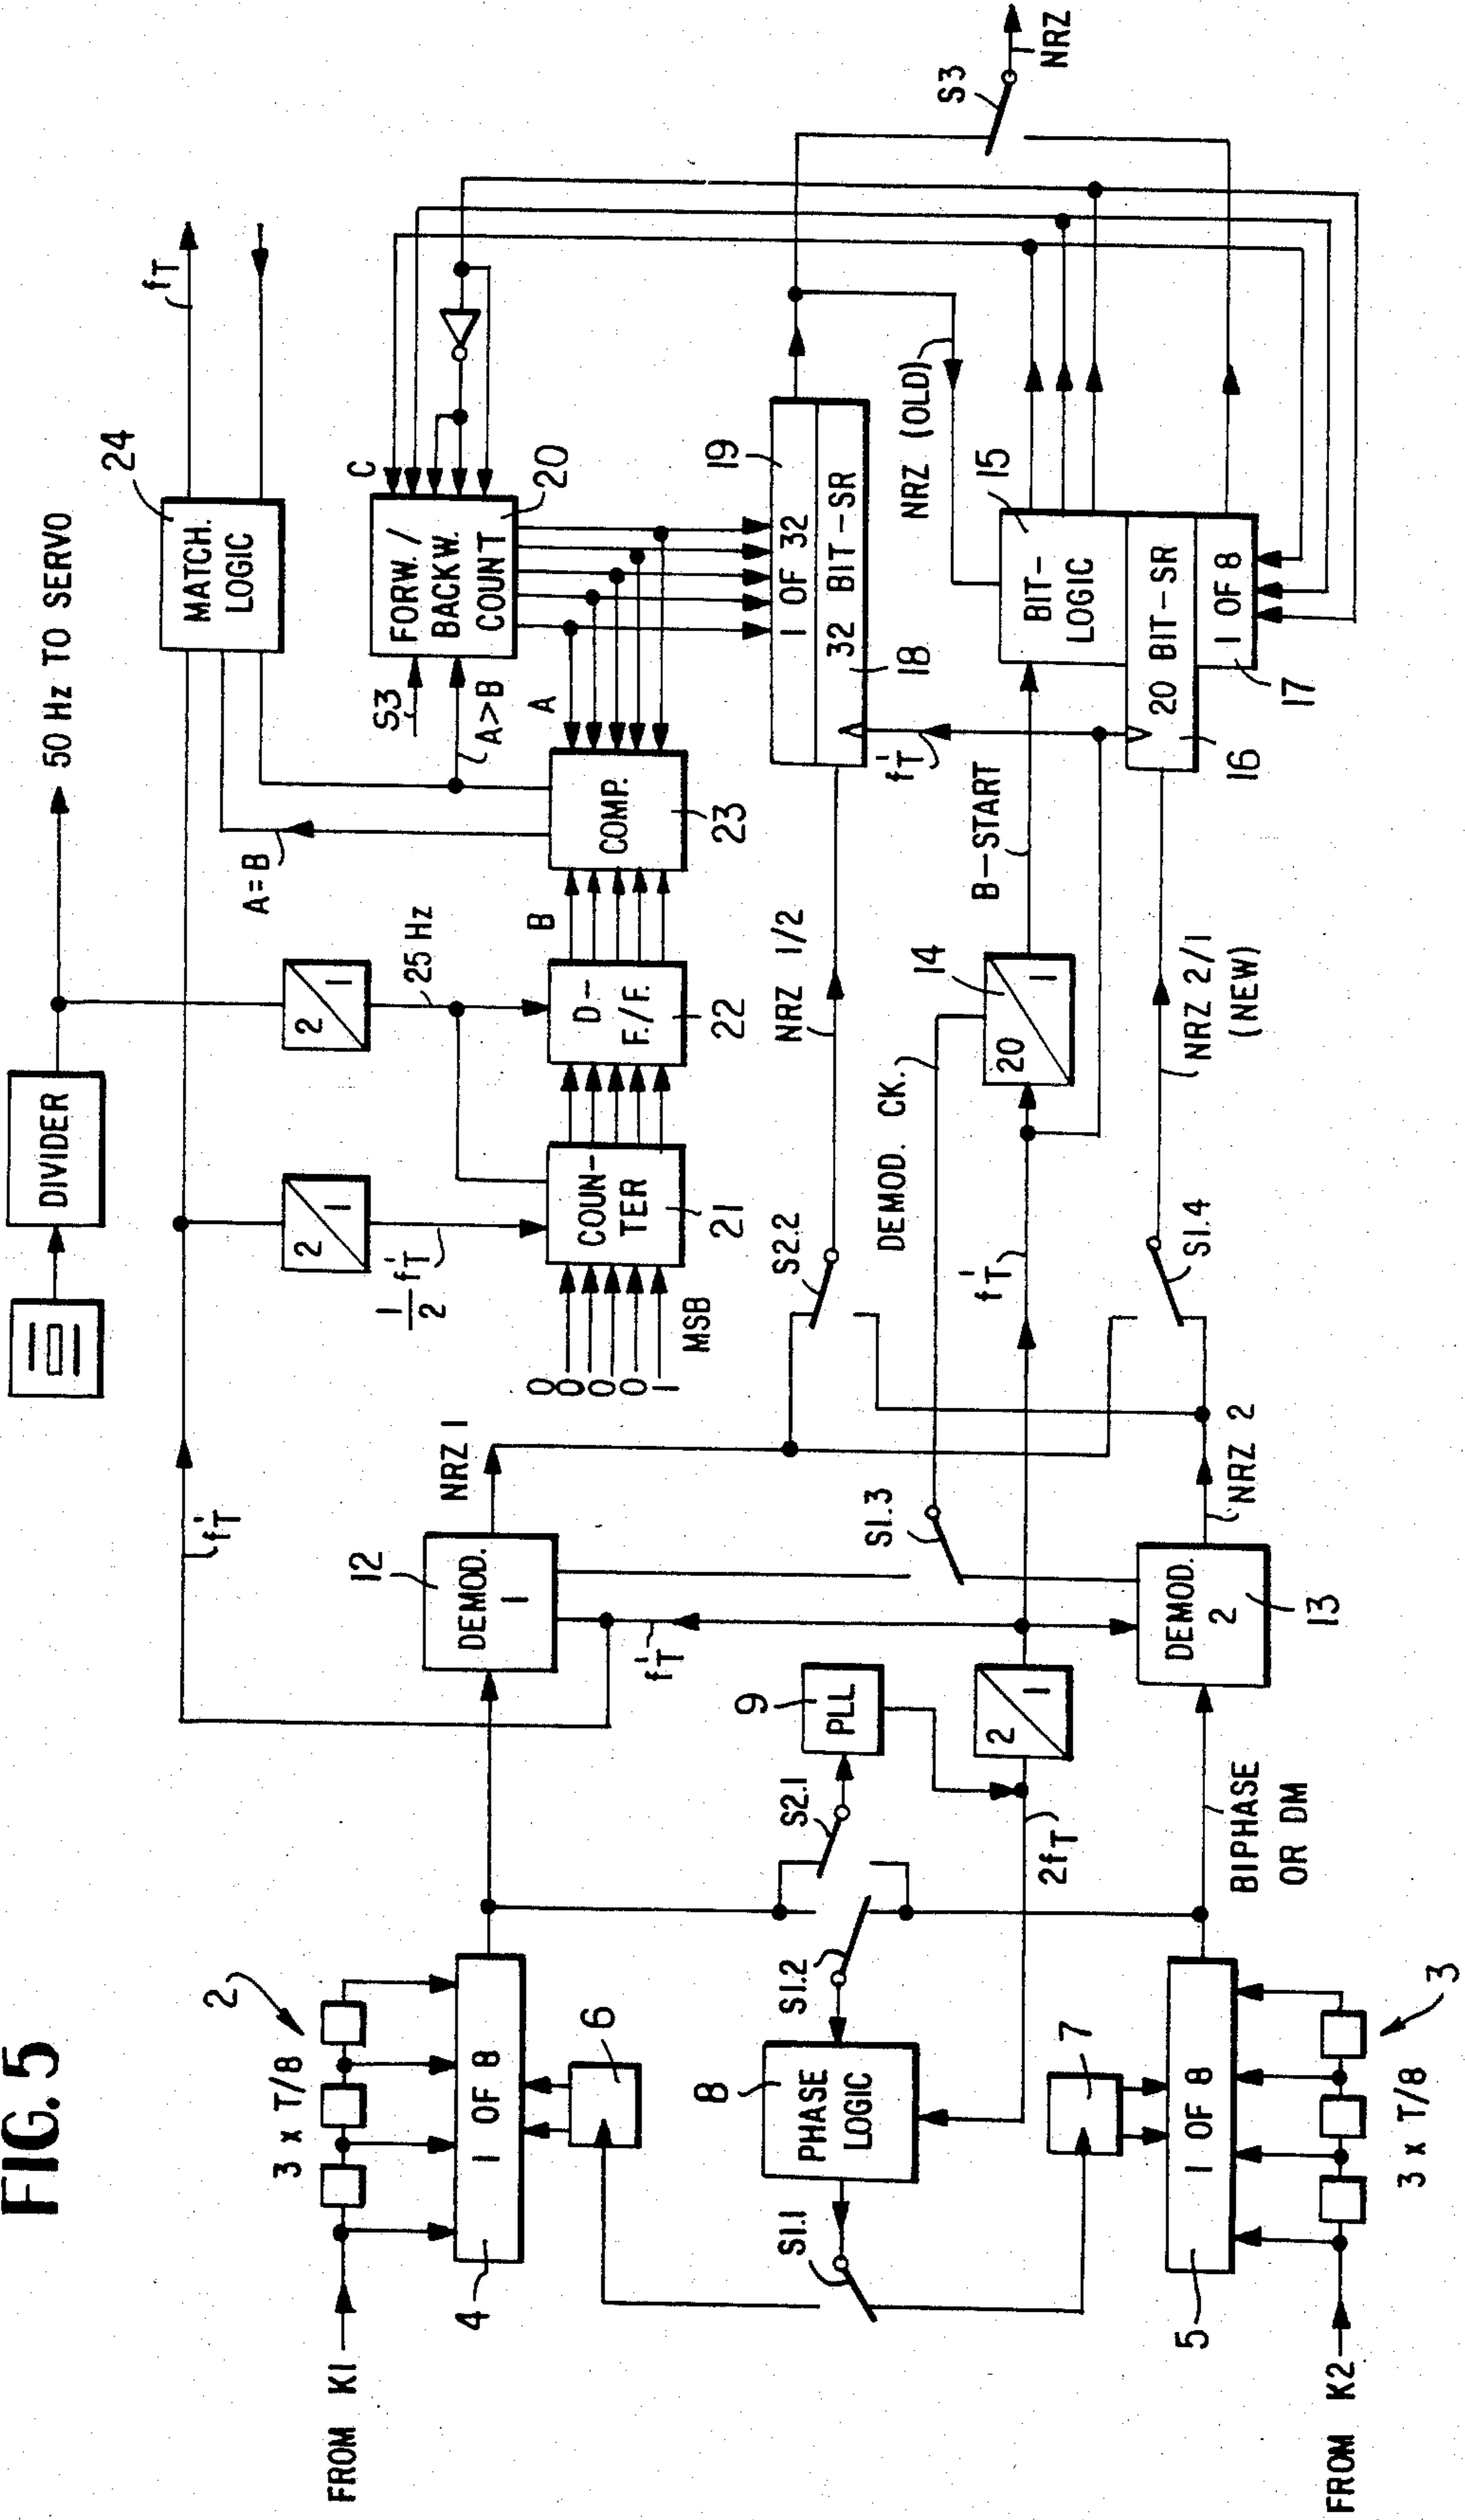 FIG. 5
FROM K1
3 x T/8
2
4
1 OF 8
6
8
PHASE
LOGIC
S1.1
S1.2
S2.1
9
PLL
2fT
2
1
7
5
1 OF 8
FROM K2
3 x T/8
3
BIPHASE
OR DM
12
DEMOD.
1
f'T
f'T
DEMOD.
2
13
NRZ 1
NRZ 2
S1.3
S2.2
S1.4
DEMOD. CK.
f'T
14
20
1
B-START
NRZ 1/2
NRZ 2/1
(NEW)
DIVIDER
50 Hz TO SERVO
2
1
1/2 f'T
2
1
25 Hz
0
0
0
0
1
MSB
COUN-
TER
21
D-
F./F.
22
B
COMP.
23
A
A=B
A>B
S3
24
MATCH.
LOGIC
fT
C
FORW./
BACKW.
COUNT
20
19
1 OF 32
32 BIT-SR
18
f'T
NRZ (OLD)
15
BIT-
LOGIC
20 BIT-SR
16
1 OF 8
17
S3
NRZ